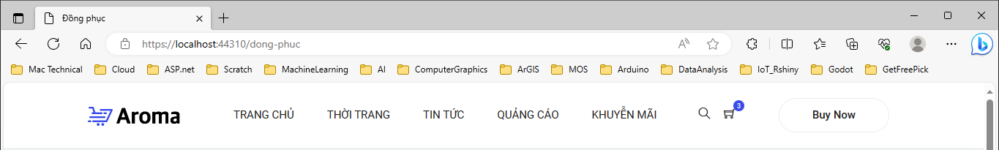 Đồng phục
https://localhost:44310/dong-phuc
Mac Technical Cloud ASP.net Scratch MachineLearning AI ComputerGraphics ArGIS MOS Arduino DataAnalysis IoT_Rshiny Godot GetFreePick
Aroma TRANG CHỦ THỜI TRANG TIN TỨC QUẢNG CÁO KHUYỄN MÃI 3 Buy Now